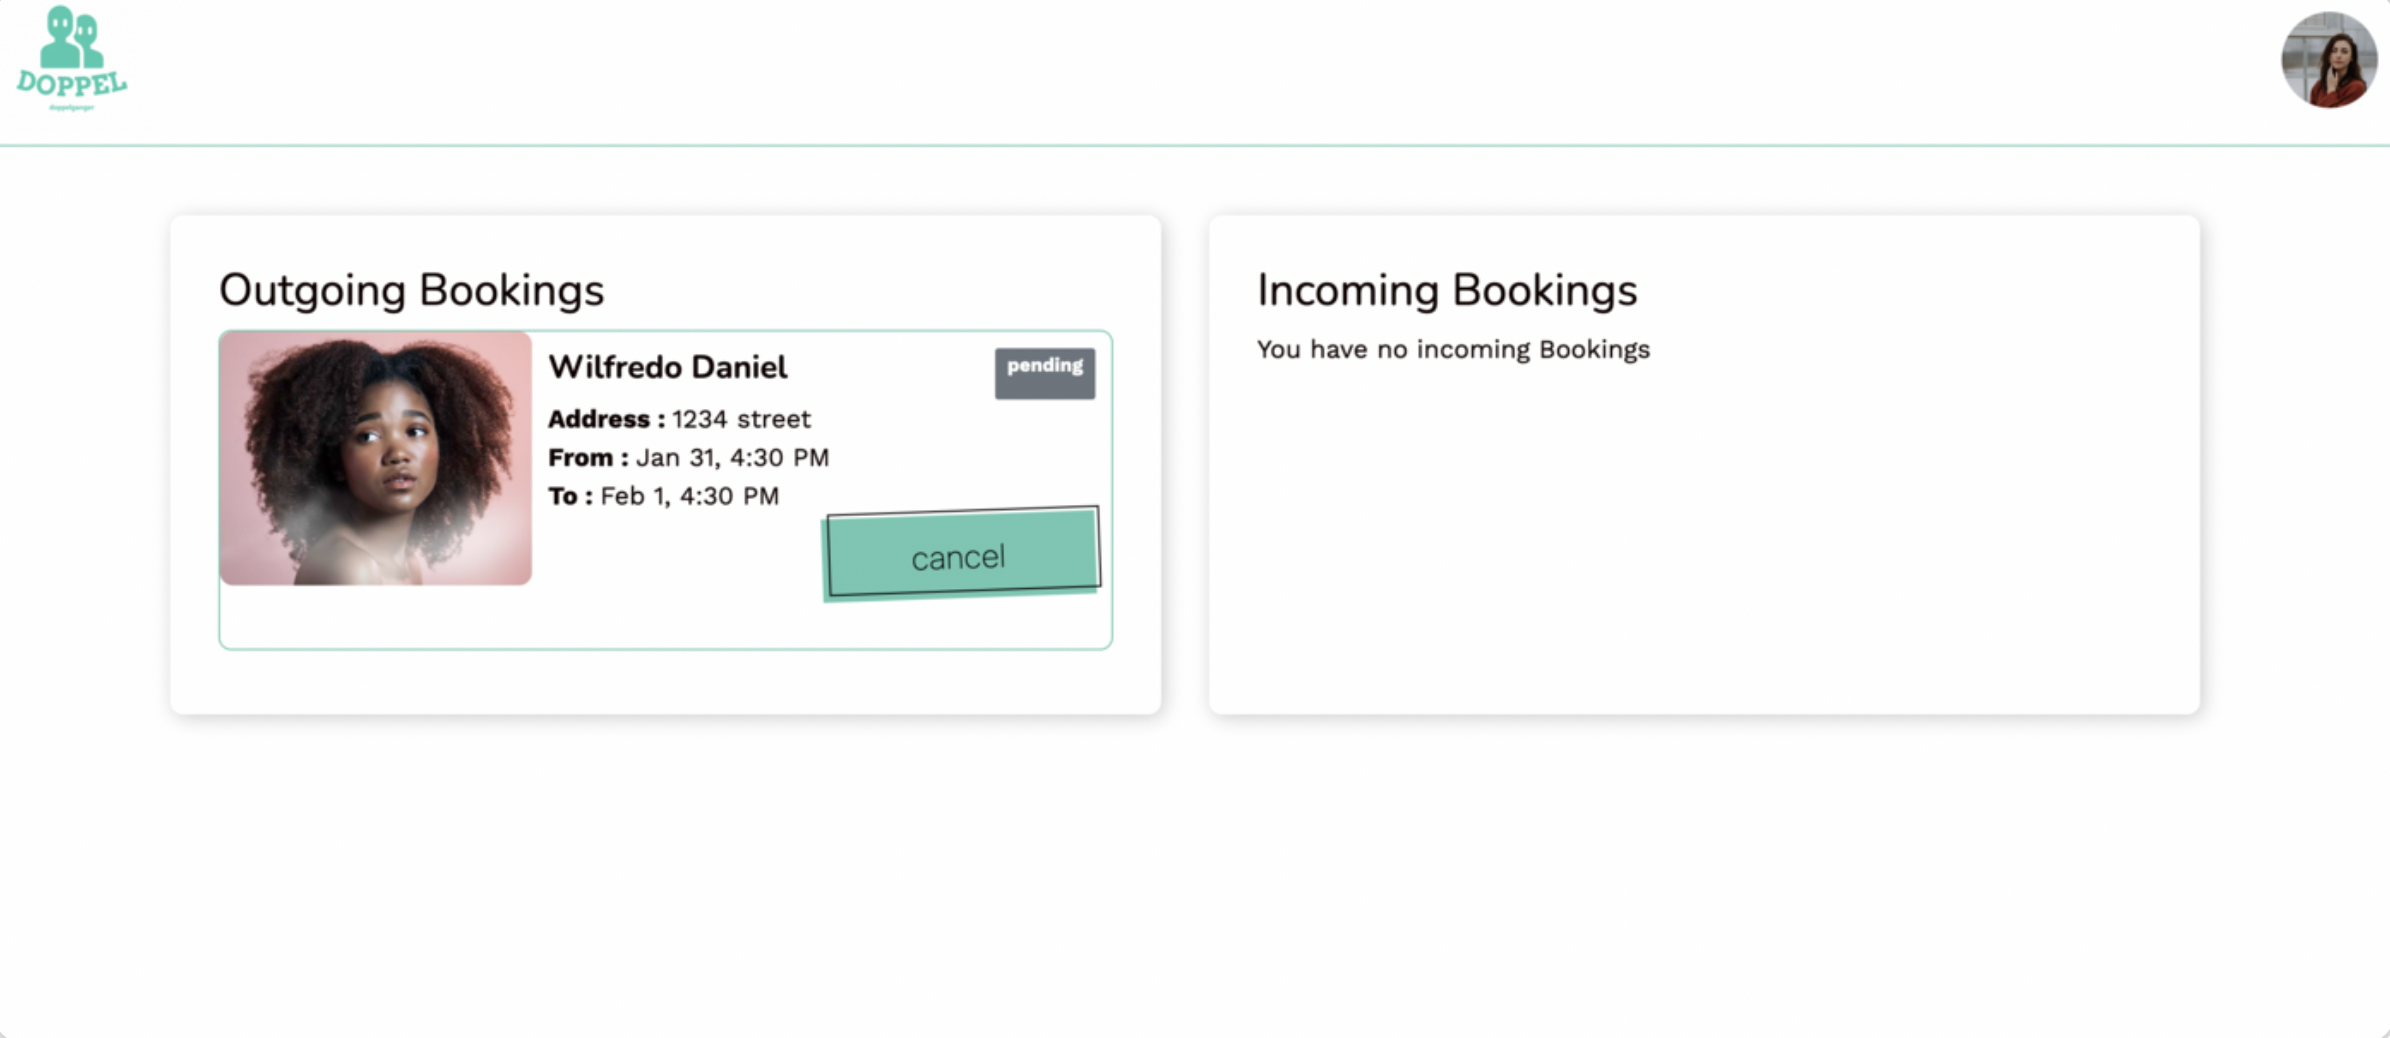 DOPPEL
doppelganger
Outgoing Bookings
Wilfredo Daniel
pending
Address : 1234 street
From : Jan 31, 4:30 PM
To : Feb 1, 4:30 PM
cancel
Incoming Bookings
You have no incoming Bookings